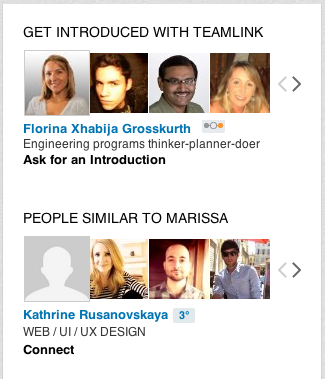 GET INTRODUCED WITH TEAMLINK
Florina Xhabija Grosskurth
Engineering programs thinker-planner-doer
Ask for an Introduction
PEOPLE SIMILAR TO MARISSA
Kathrine Rusanovskaya 3°
WEB / UI / UX DESIGN
Connect